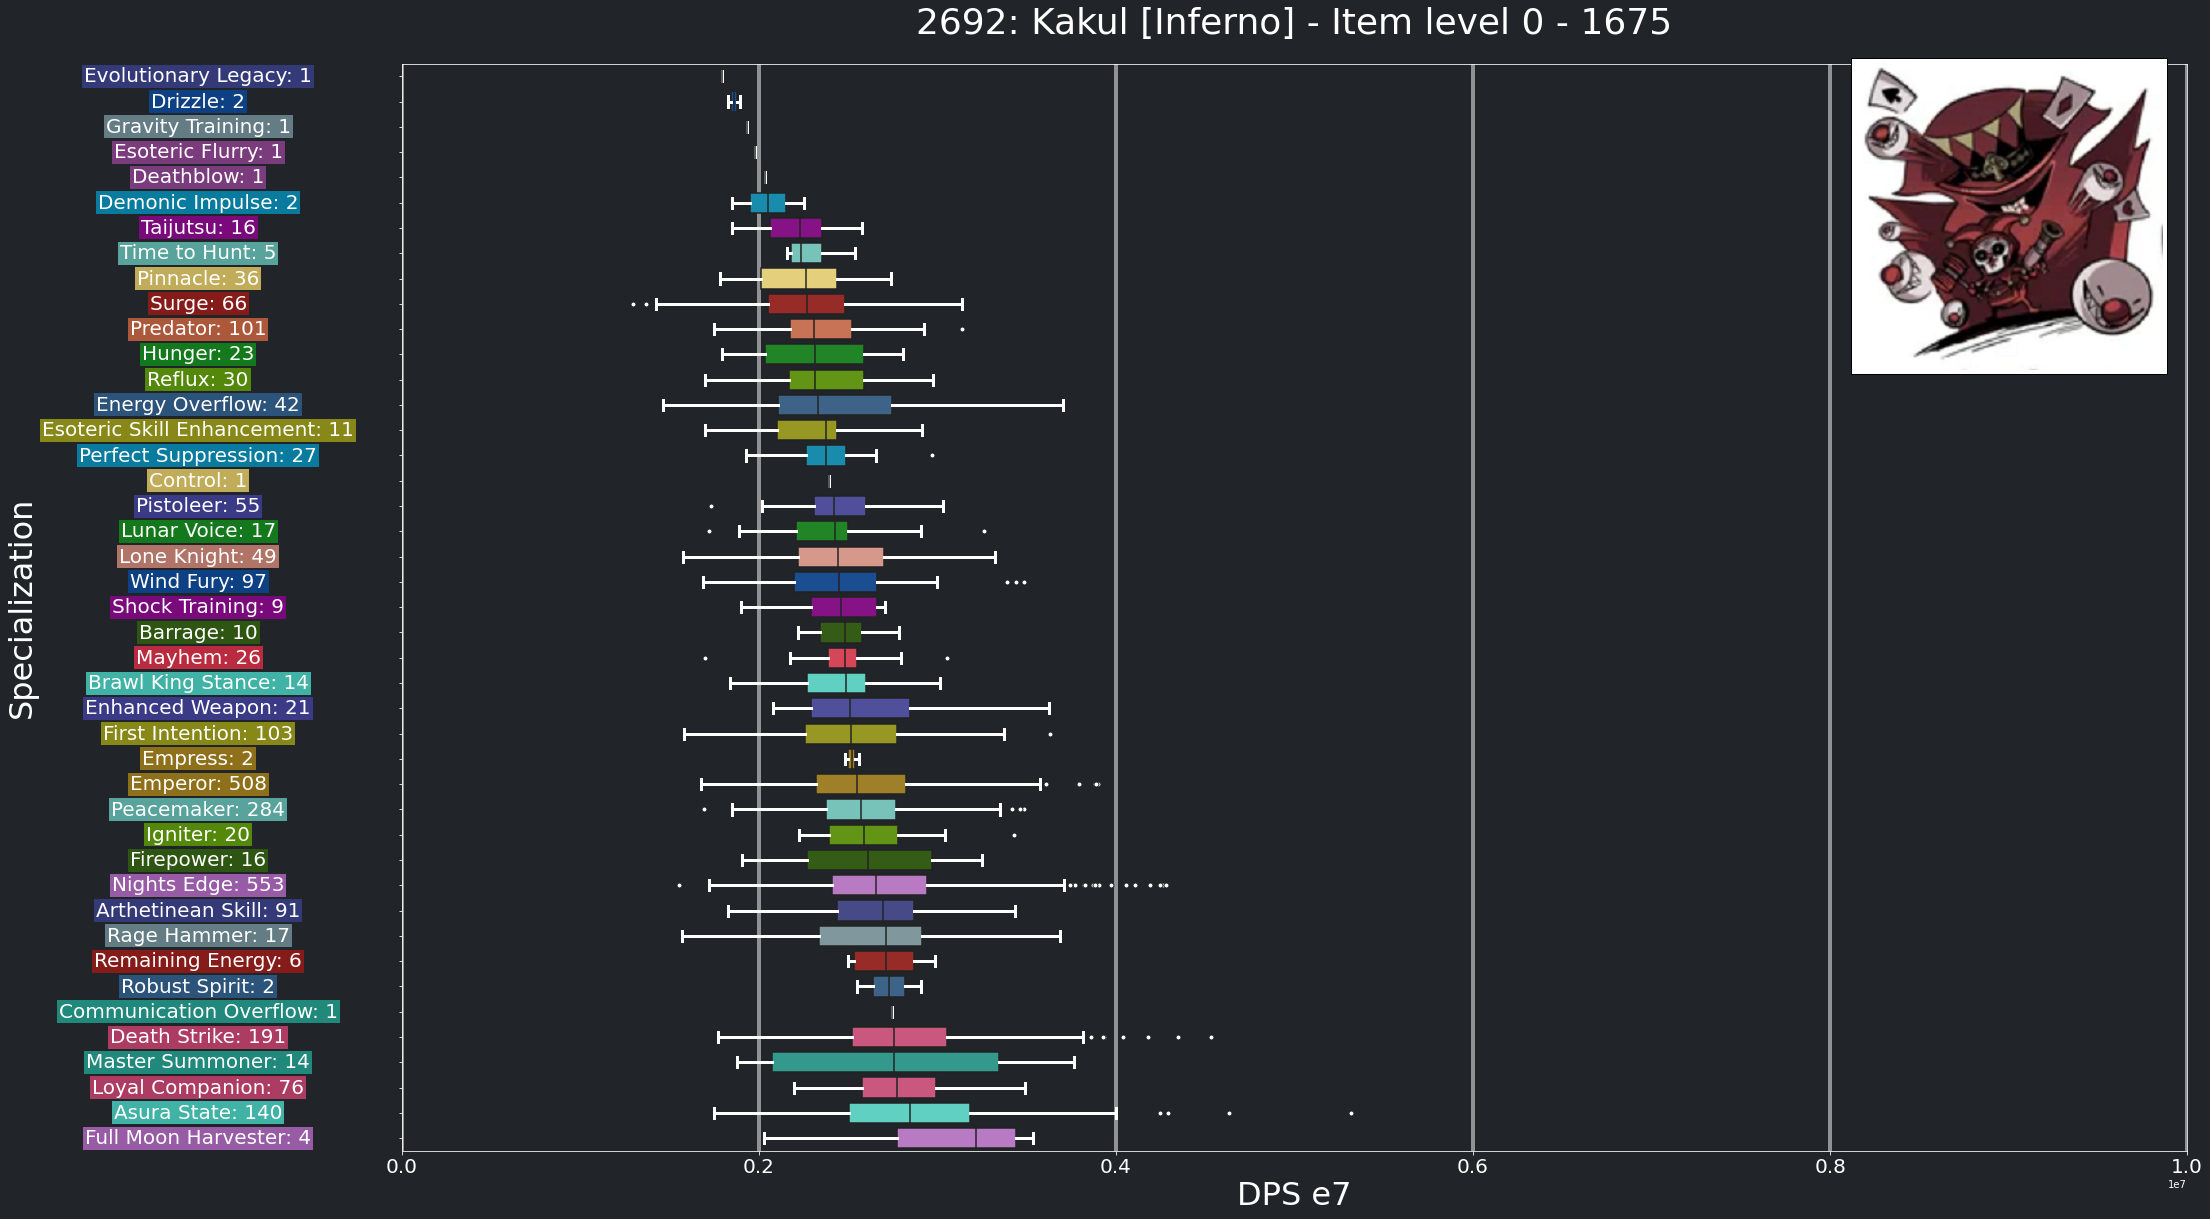 2692: Kakul [Inferno] - Item level 0 - 1675
Specialization
Evolutionary Legacy: 1
Drizzle: 2
Gravity Training: 1
Esoteric Flurry: 1
Deathblow: 1
Demonic Impulse: 2
Taijutsu: 16
Time to Hunt: 5
Pinnacle: 36
Surge: 66
Predator: 101
Hunger: 23
Reflux: 30
Energy Overflow: 42
Esoteric Skill Enhancement: 11
Perfect Suppression: 27
Control: 1
Pistoleer: 55
Lunar Voice: 17
Lone Knight: 49
Wind Fury: 97
Shock Training: 9
Barrage: 10
Mayhem: 26
Brawl King Stance: 14
Enhanced Weapon: 21
First Intention: 103
Empress: 2
Emperor: 508
Peacemaker: 284
Igniter: 20
Firepower: 16
Nights Edge: 553
Arthetinean Skill: 91
Rage Hammer: 17
Remaining Energy: 6
Robust Spirit: 2
Communication Overflow: 1
Death Strike: 191
Master Summoner: 14
Loyal Companion: 76
Asura State: 140
Full Moon Harvester: 4
0.0 0.2 0.4 0.6 0.8 1.0
1e7
DPS e7